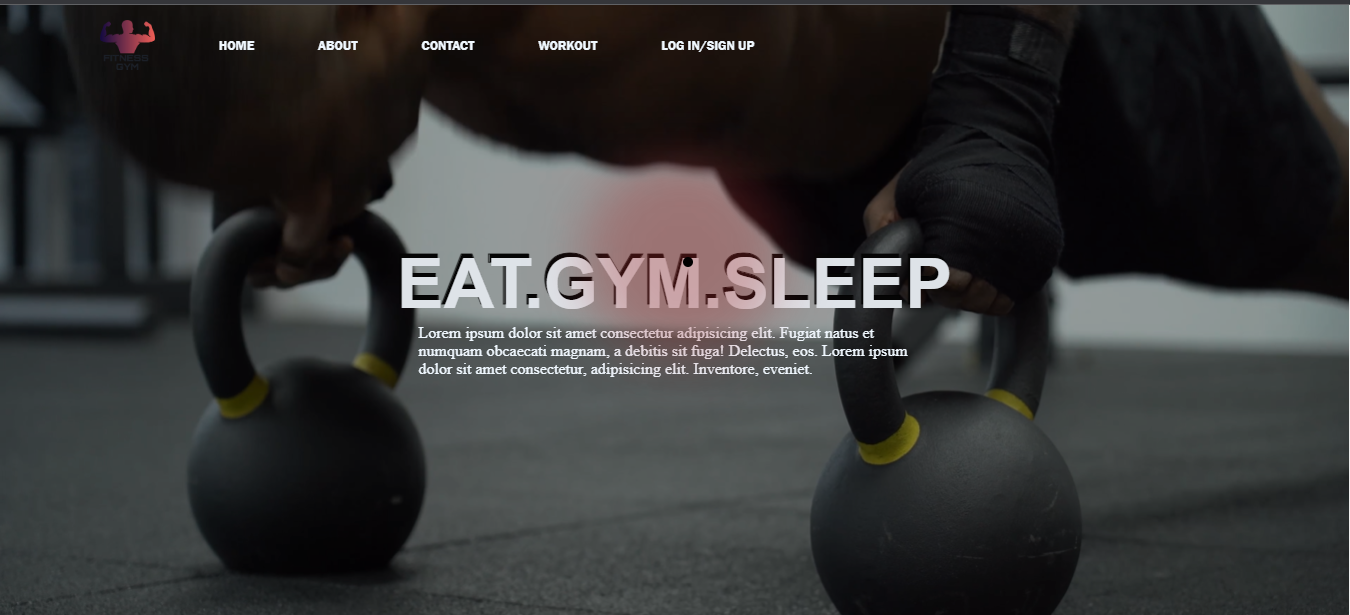 FITNESS
GYM
HOME ABOUT CONTACT WORKOUT LOG IN/SIGN UP
EAT.GYM.SLEEP
Lorem ipsum dolor sit amet consectetur adipisicing elit. Fugiat natus et
numquam obcaecati magnam, a debitis sit fuga! Delectus, eos. Lorem ipsum
dolor sit amet consectetur, adipisicing elit. Inventore, eveniet.